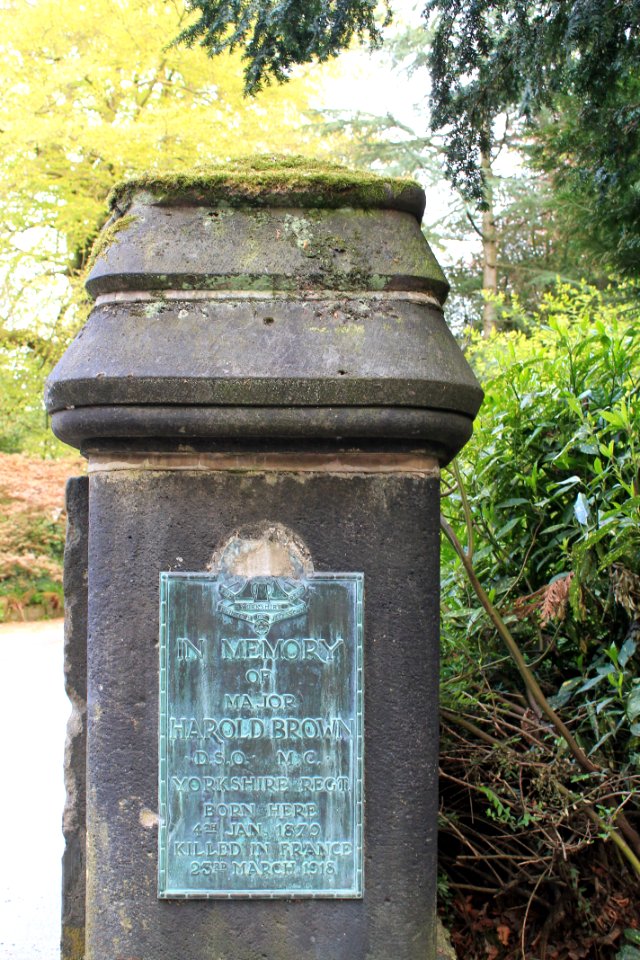 YORKSHIRE
IN MEMORY
OF
MAJOR
HAROLD BROWN
D.S.O. M.C.
YORKSHIRE REGT.
BORN HERE
4TH JAN. 1879
KILLED IN FRANCE
23RD MARCH 1918